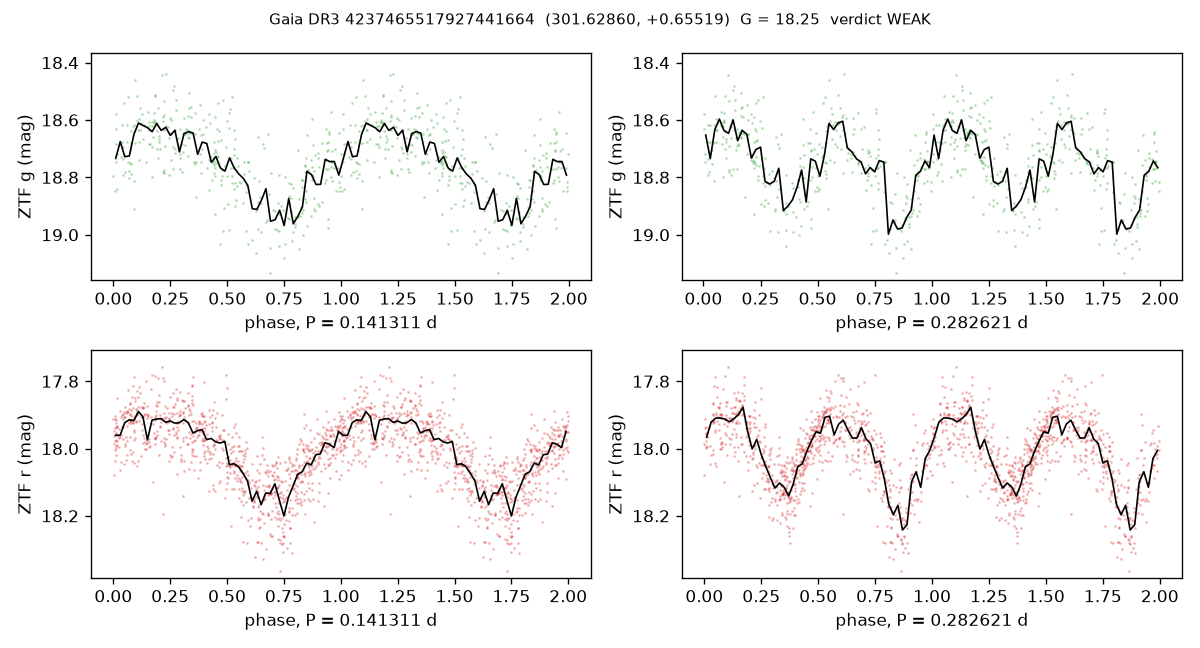 Gaia DR3 4237465517927441664  (301.62860, +0.65519)  G = 18.25  verdict WEAK
ZTF g (mag)
18.4
18.6
18.8
19.0
0.00 0.25 0.50 0.75 1.00 1.25 1.50 1.75 2.00
phase, P = 0.141311 d
ZTF g (mag)
18.4
18.6
18.8
19.0
0.00 0.25 0.50 0.75 1.00 1.25 1.50 1.75 2.00
phase, P = 0.282621 d
ZTF r (mag)
17.8
18.0
18.2
0.00 0.25 0.50 0.75 1.00 1.25 1.50 1.75 2.00
phase, P = 0.141311 d
ZTF r (mag)
17.8
18.0
18.2
0.00 0.25 0.50 0.75 1.00 1.25 1.50 1.75 2.00
phase, P = 0.282621 d